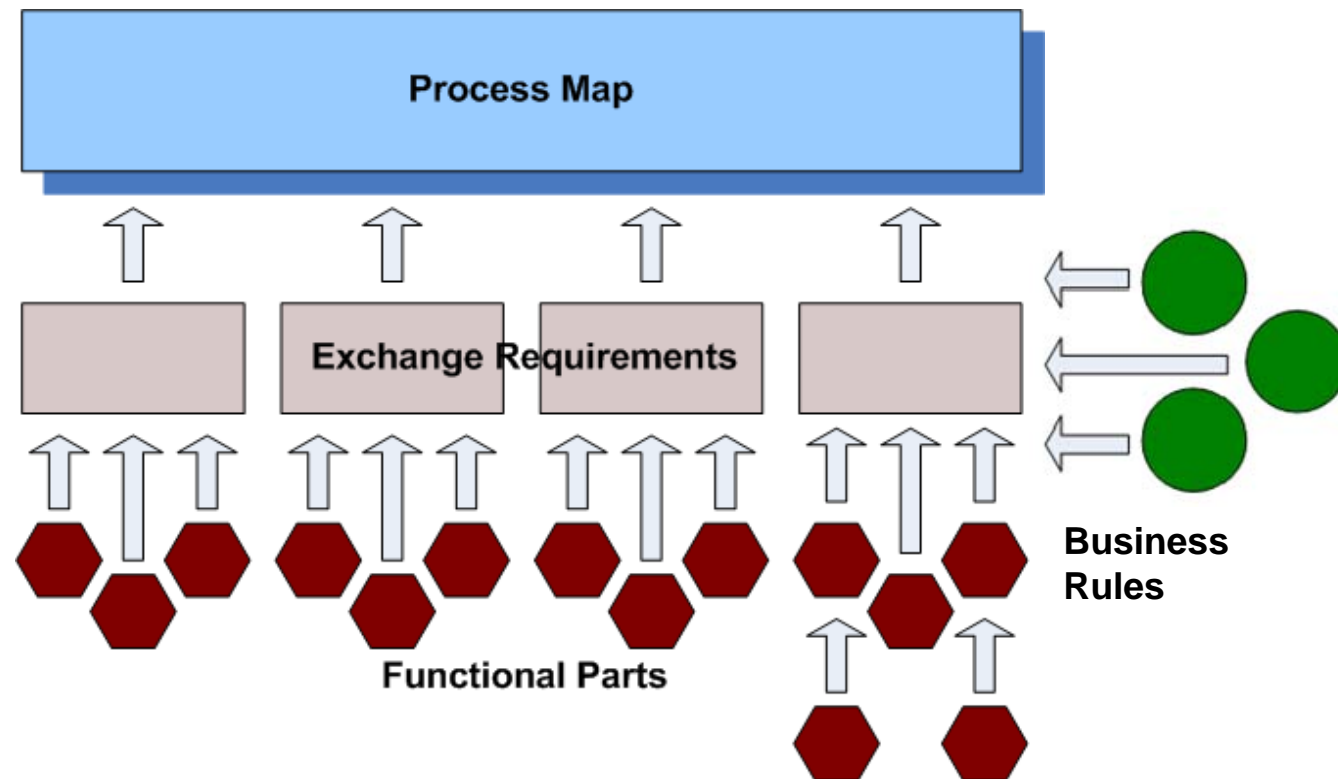 Process Map
Exchange Requirements
Business
Rules
Functional Parts